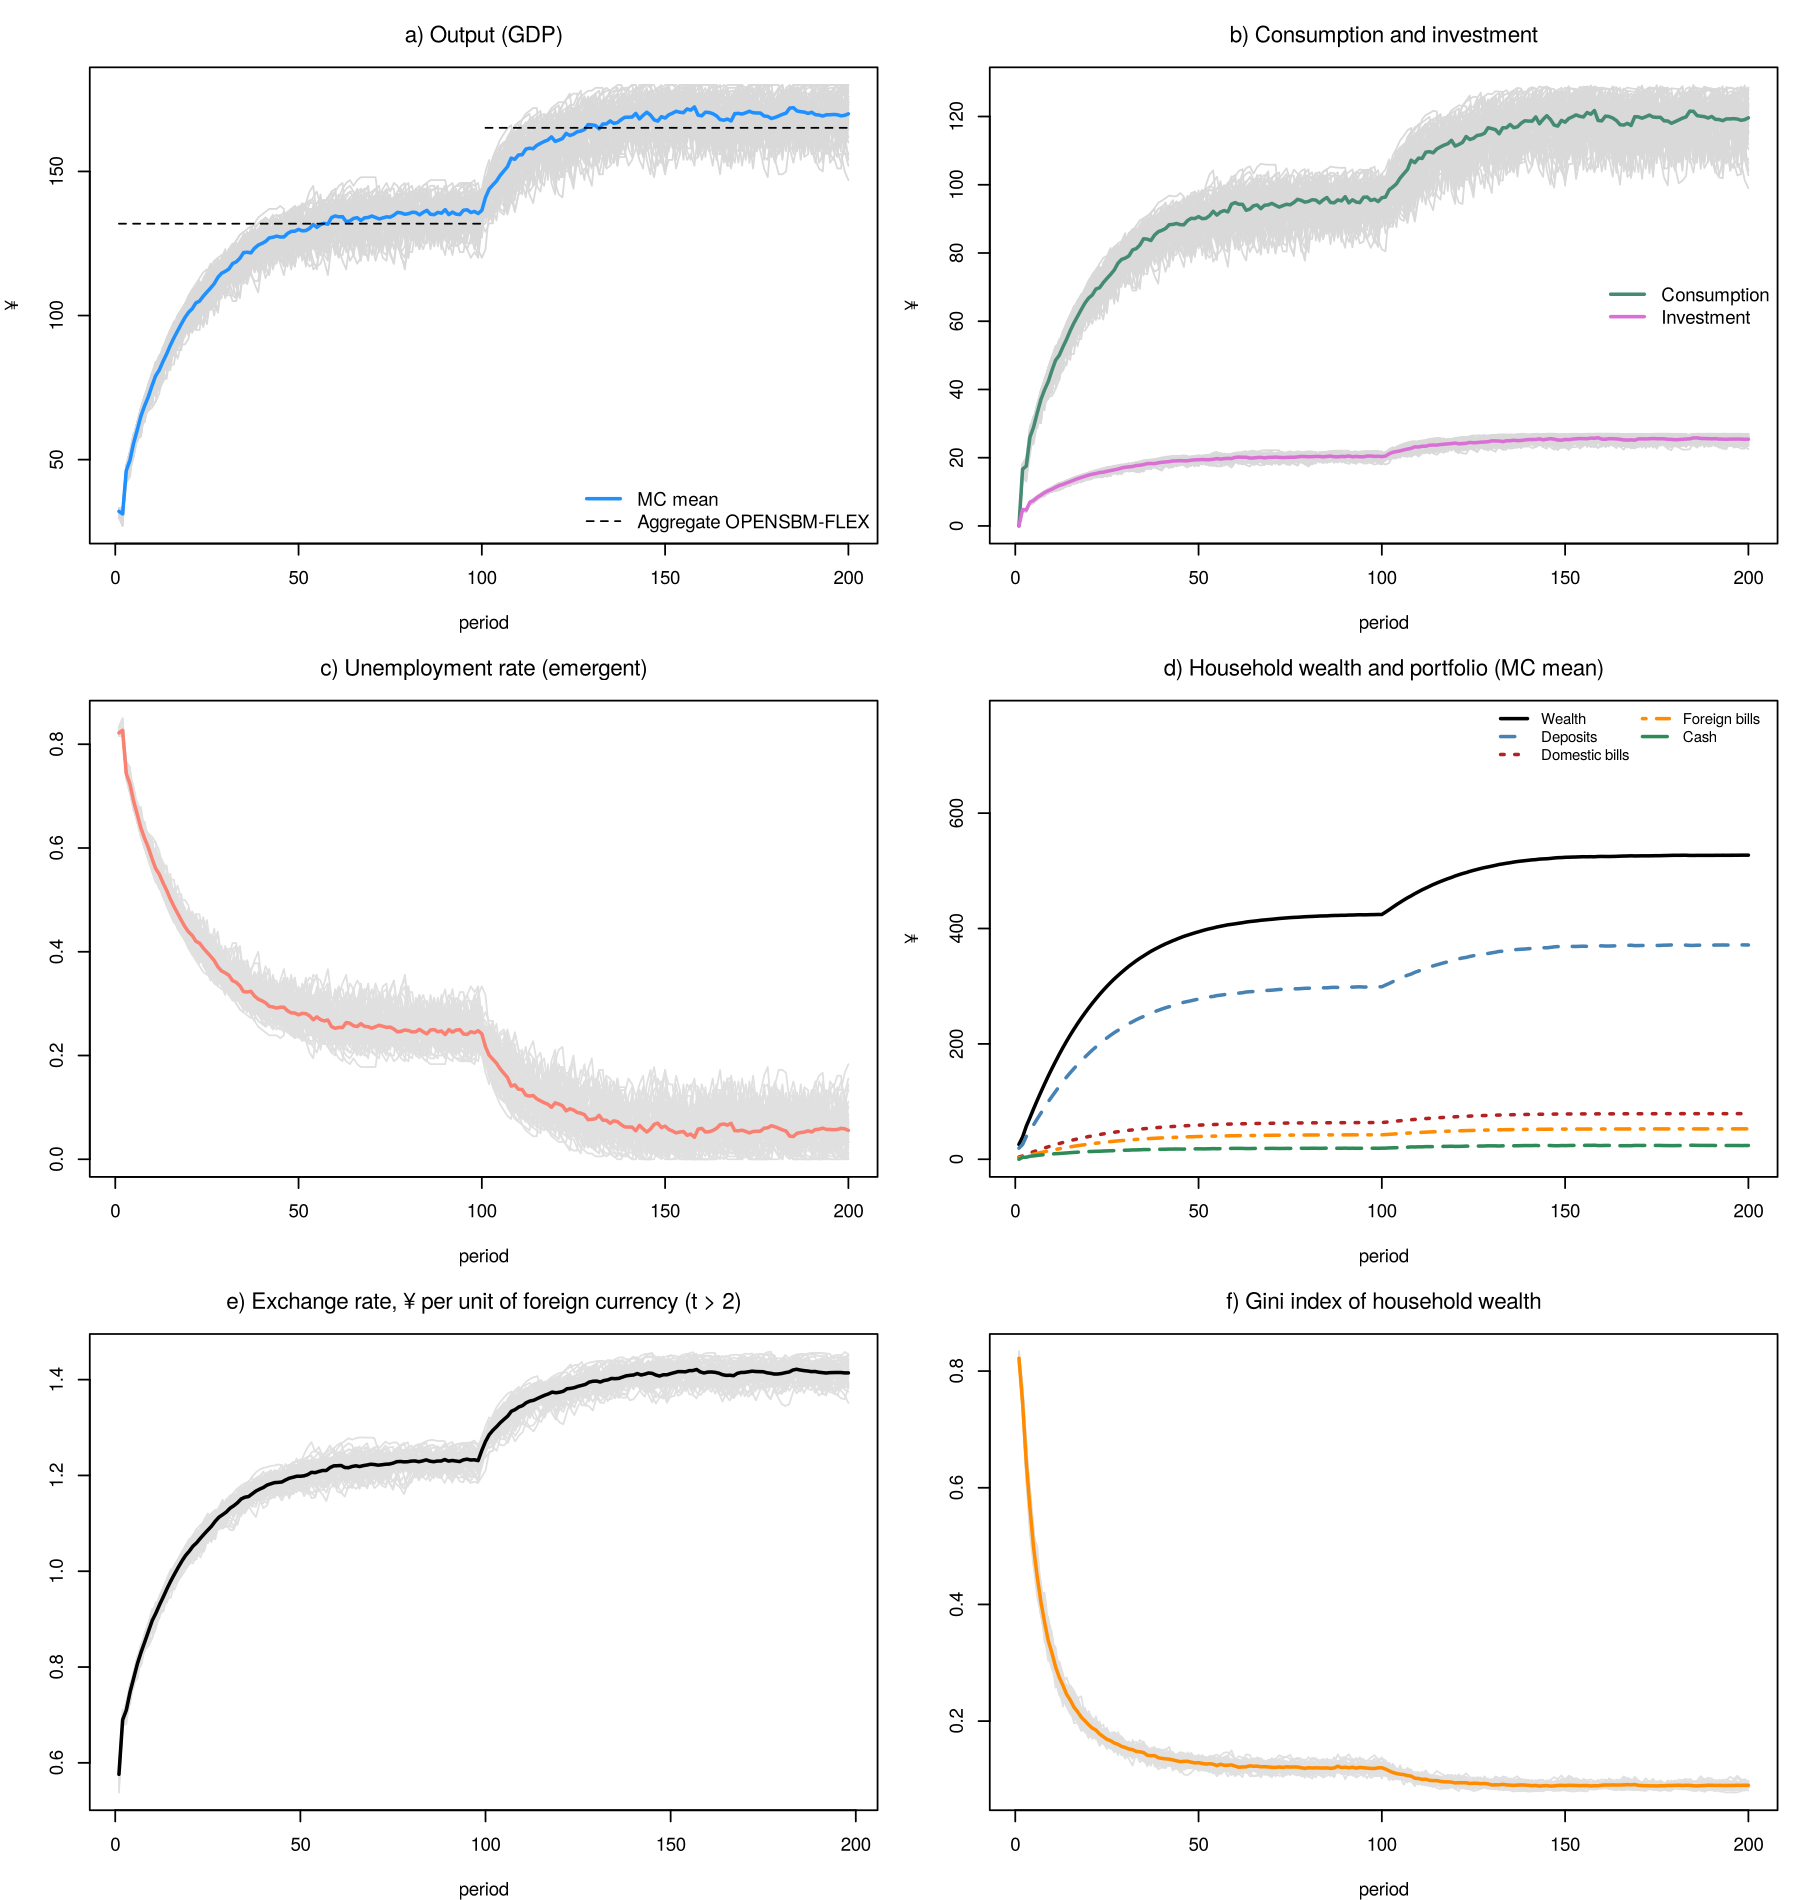 a) Output (GDP)
¥
150
100
50
MC mean
Aggregate OPENSBM-FLEX
0 50 100 150 200
period
b) Consumption and investment
¥
120
100
80
60
40
20
0
Consumption
Investment
0 50 100 150 200
period
c) Unemployment rate (emergent)
0.8
0.6
0.4
0.2
0.0
0 50 100 150 200
period
d) Household wealth and portfolio (MC mean)
¥
600
400
200
0
Wealth
Deposits
Domestic bills
Foreign bills
Cash
0 50 100 150 200
period
e) Exchange rate, ¥ per unit of foreign currency (t > 2)
1.4
1.2
1.0
0.8
0.6
0 50 100 150 200
period
f) Gini index of household wealth
0.8
0.6
0.4
0.2
0 50 100 150 200
period